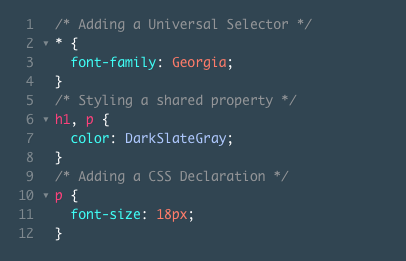 1 /* Adding a Universal Selector */
2 ▾ * {
3 font-family: Georgia;
4 }
5 /* Styling a shared property */
6 ▾ h1, p {
7 color: DarkSlateGray;
8 }
9 /* Adding a CSS Declaration */
10 ▾ p {
11 font-size: 18px;
12 }